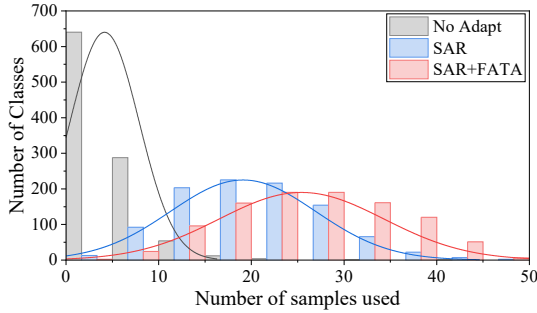 700
600
500
400
300
200
100
0
Number of Classes
No Adapt
SAR
SAR+FATA
0 10 20 30 40 50
Number of samples used